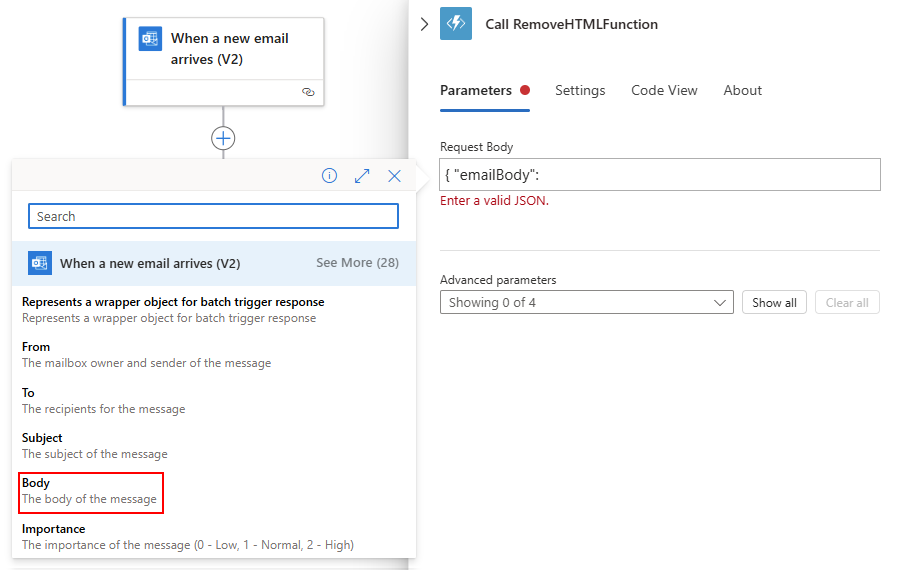 When a new email
arrives (V2)
Search
When a new email arrives (V2)
See More (28)
Represents a wrapper object for batch trigger response
Represents a wrapper object for batch trigger response
From
The mailbox owner and sender of the message
To
The recipients for the message
Subject
The subject of the message
Body
The body of the message
Importance
The importance of the message (0 - Low, 1 - Normal, 2 - High)
Call RemoveHTMLFunction
Parameters
Settings
Code View
About
Request Body
{ "emailBody":
Enter a valid JSON.
Advanced parameters
Showing 0 of 4
Show all
Clear all